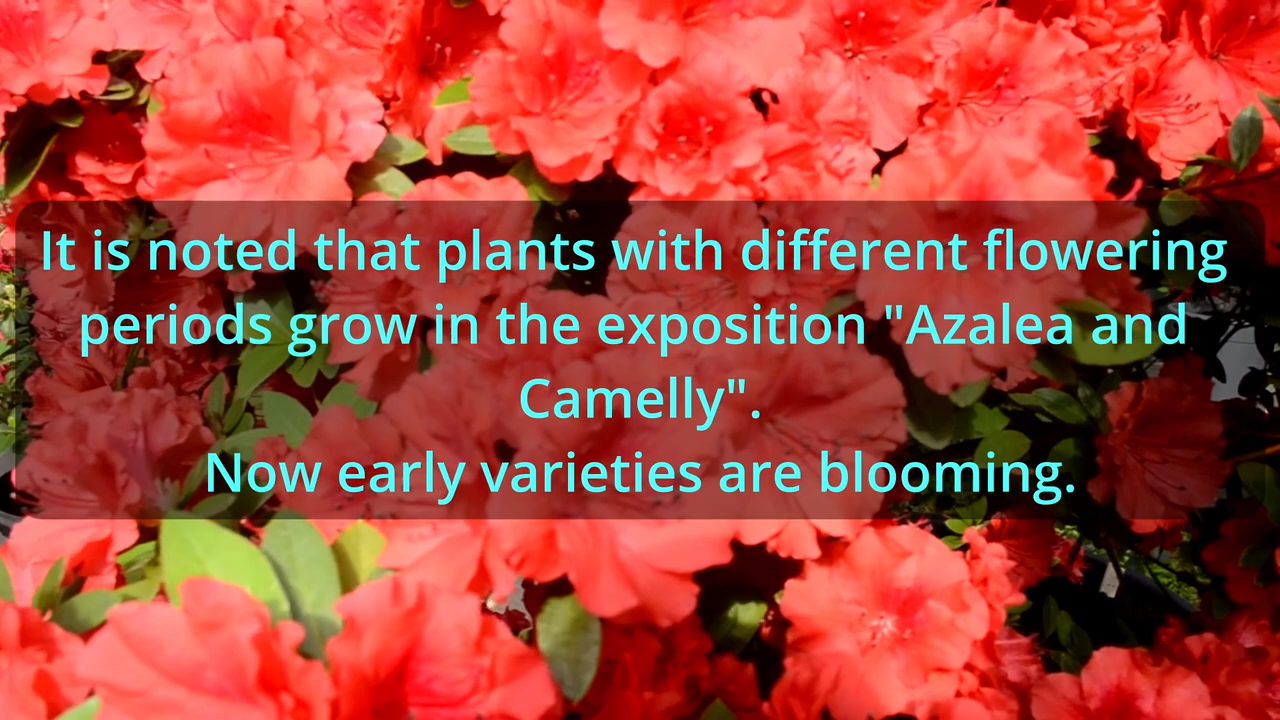 It is noted that plants with different flowering
periods grow in the exposition "Azalea and
Camelly".
Now early varieties are blooming.